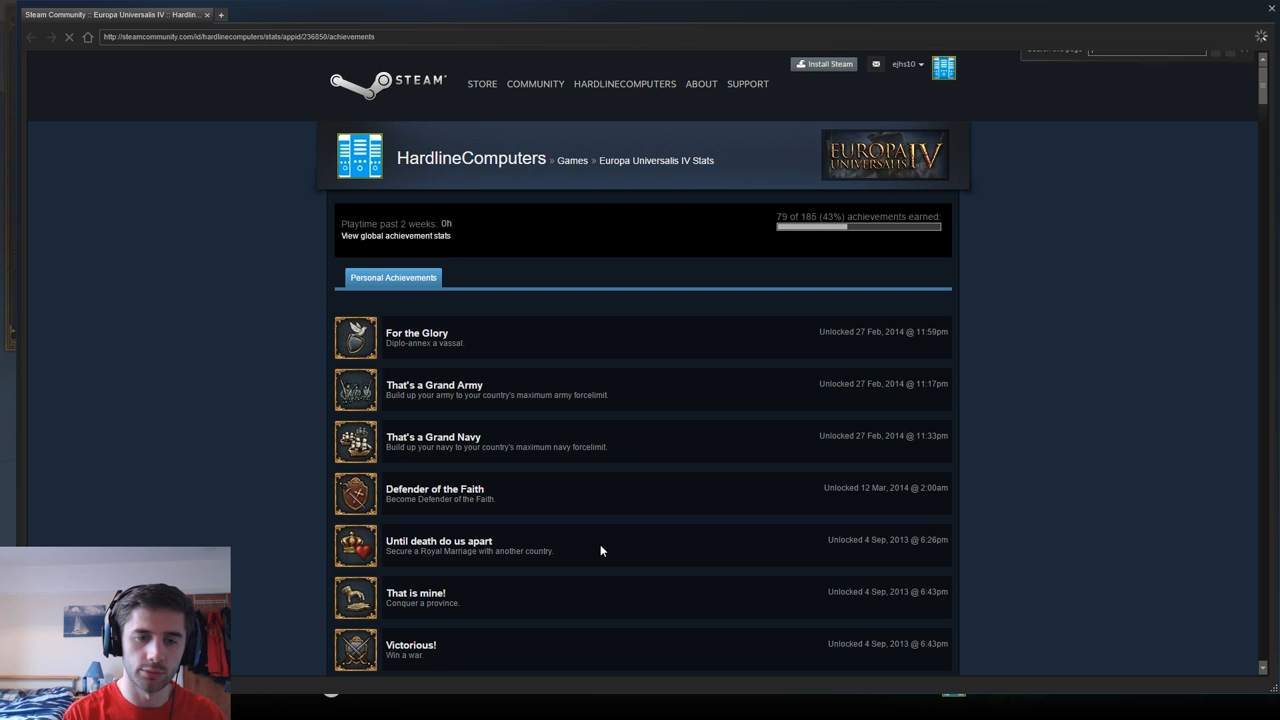 Steam Community :: Europa Universalis IV :: Hardlin...
http://steamcommunity.com/id/hardlinecomputers/stats/appid/236850/achievements
Install Steam
ejhs10
STEAM
STORE COMMUNITY HARDLINECOMPUTERS ABOUT SUPPORT
HardlineComputers » Games » Europa Universalis IV Stats
EUROPA UNIVERSALIS IV
Playtime past 2 weeks: 0h
View global achievement stats
79 of 185 (43%) achievements earned:
Personal Achievements
For the Glory
Diplo-annex a vassal.
Unlocked 27 Feb, 2014 @ 11:59pm
That's a Grand Army
Build up your army to your country's maximum army forcelimit.
Unlocked 27 Feb, 2014 @ 11:17pm
That's a Grand Navy
Build up your navy to your country's maximum navy forcelimit.
Unlocked 27 Feb, 2014 @ 11:33pm
Defender of the Faith
Become Defender of the Faith.
Unlocked 12 Mar, 2014 @ 2:00am
Until death do us apart
Secure a Royal Marriage with another country.
Unlocked 4 Sep, 2013 @ 6:26pm
That is mine!
Conquer a province.
Unlocked 4 Sep, 2013 @ 6:43pm
Victorious!
Win a war.
Unlocked 4 Sep, 2013 @ 6:43pm